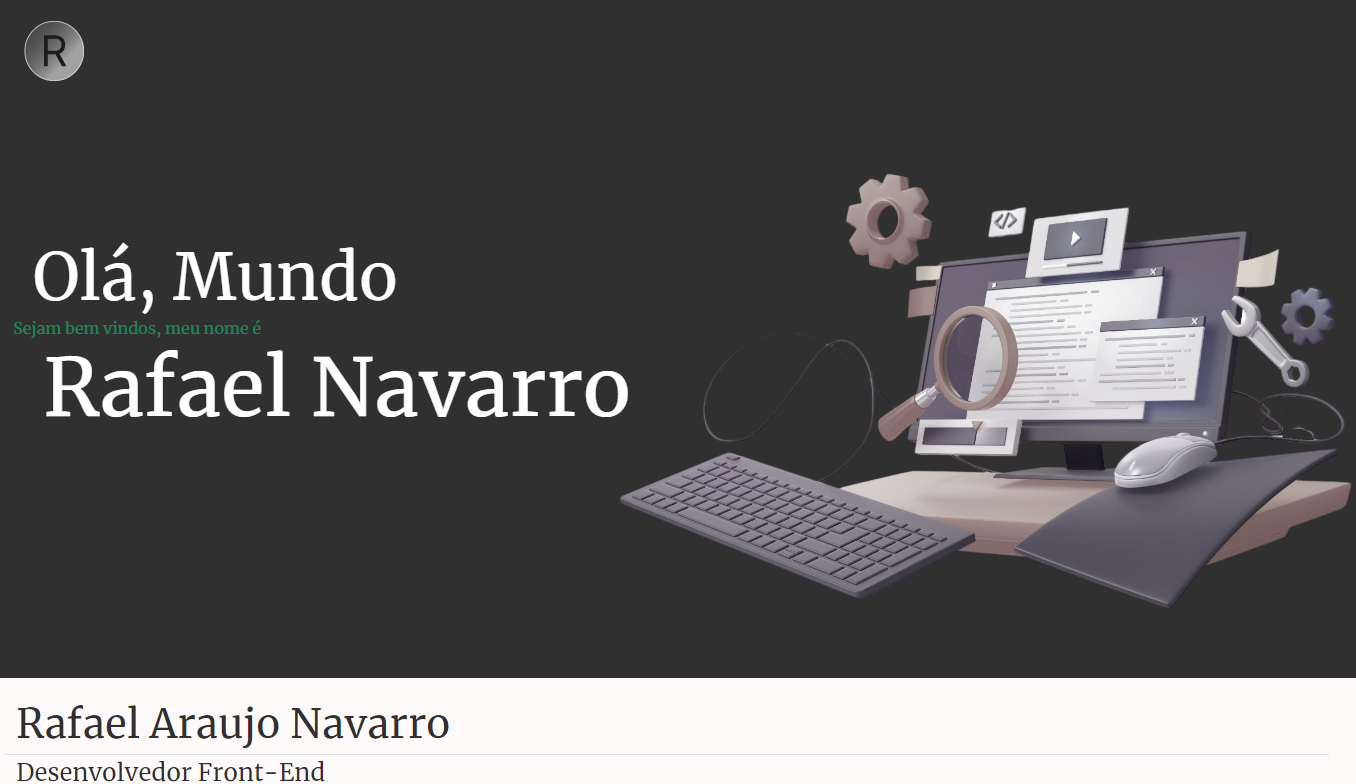 R
Olá, Mundo
Sejam bem vindos, meu nome é
Rafael Navarro
</>
X
X
Rafael Araujo Navarro
Desenvolvedor Front-End